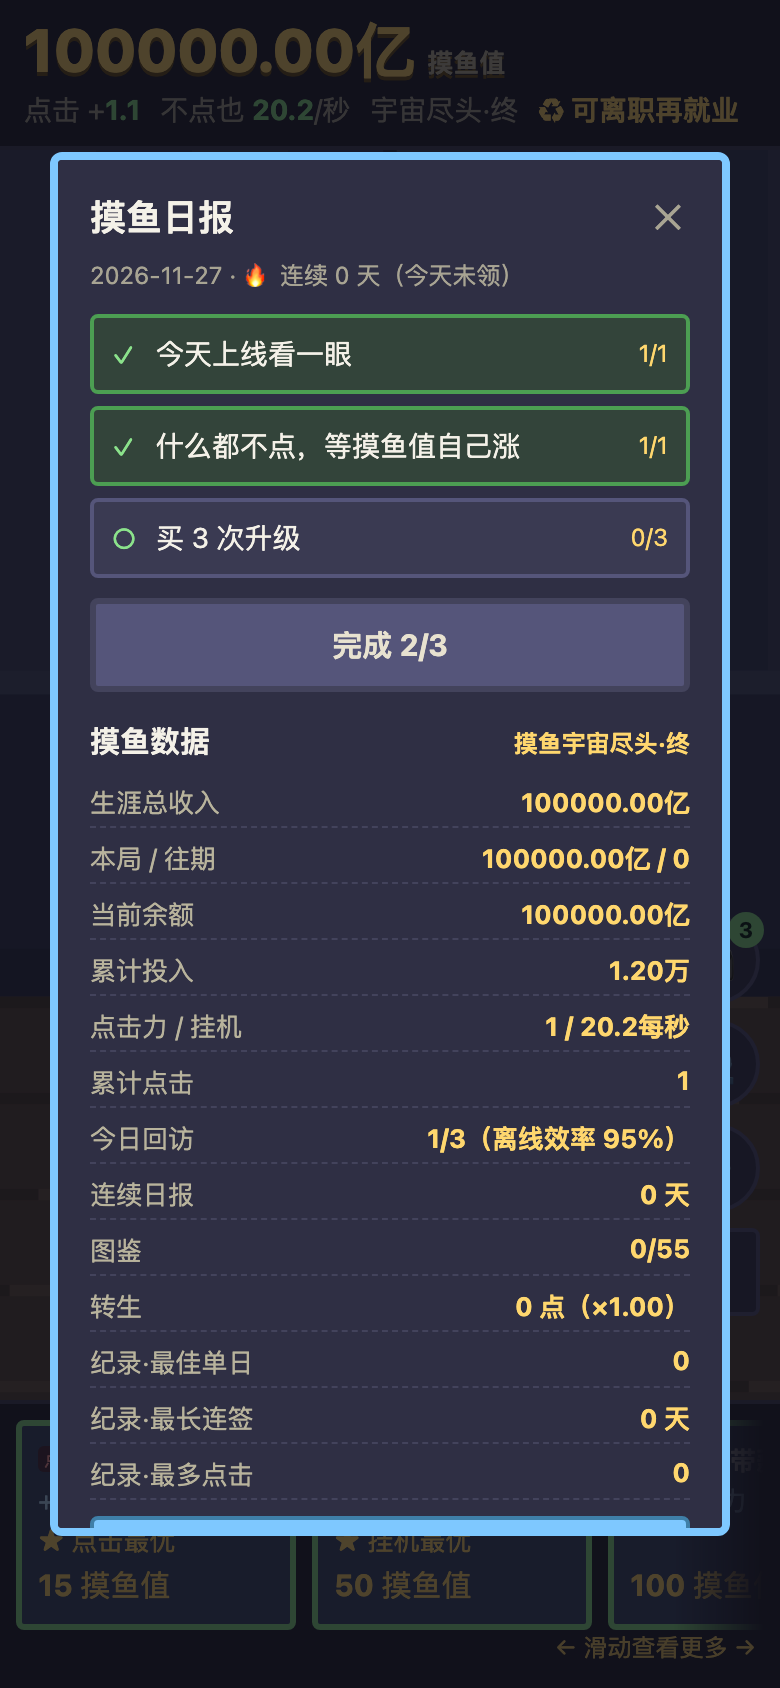 100000.00亿 摸鱼值
点击 +1.1 不点也 20.2/秒 宇宙尽头·终 ♻ 可离职再就业
摸鱼日报
2026-11-27 · 🔥 连续 0 天（今天未领）
今天上线看一眼 1/1
什么都不点，等摸鱼值自己涨 1/1
买 3 次升级 0/3
完成 2/3
摸鱼数据 摸鱼宇宙尽头·终
生涯总收入 100000.00亿
本局 / 往期 100000.00亿 / 0
当前余额 100000.00亿
3
累计投入 1.20万
点击力 / 挂机 1 / 20.2每秒
累计点击 1
今日回访 1/3（离线效率 95%）
连续日报 0 天
图鉴 0/55
转生 0 点（×1.00）
纪录·最佳单日 0
纪录·最长连签 0 天
纪录·最多点击 0
★ 点击最优 ★ 挂机最优
15 摸鱼值 50 摸鱼值 100 摸鱼
← 滑动查看更多 →